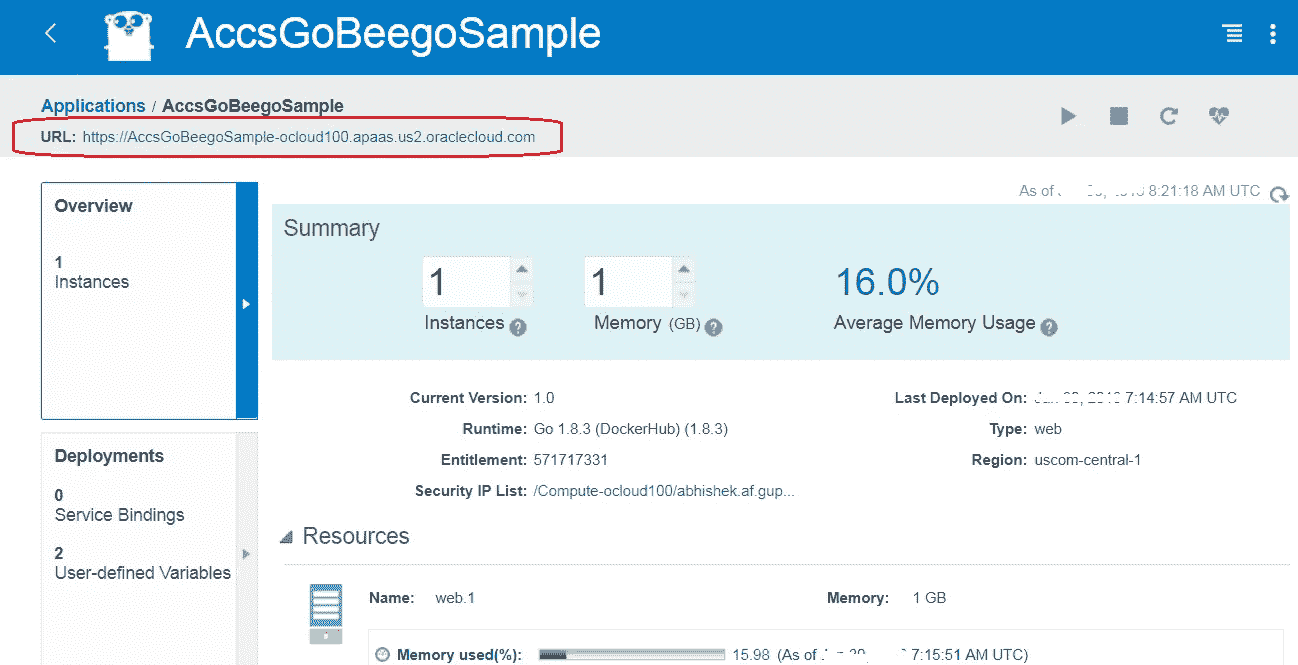 AccsGoBeegoSample
Applications / AccsGoBeegoSample
URL: https://AccsGoBeegoSample-ocloud100.apaas.us2.oraclecloud.com
As of 8:21:18 AM UTC
Overview
1
Instances
Summary
1 1 16.0%
Instances ? Memory (GB) ? Average Memory Usage ?
Current Version: 1.0 Last Deployed On: 7:14:57 AM UTC
Runtime: Go 1.8.3 (DockerHub) (1.8.3) Type: web
Entitlement: 571717331 Region: uscom-central-1
Security IP List: /Compute-ocloud100/abhishek.af.gup...
Deployments
0
Service Bindings
2
User-defined Variables
Resources
Name: web.1 Memory: 1 GB
Memory used(%): 15.98 (As of 7:15:51 AM UTC)